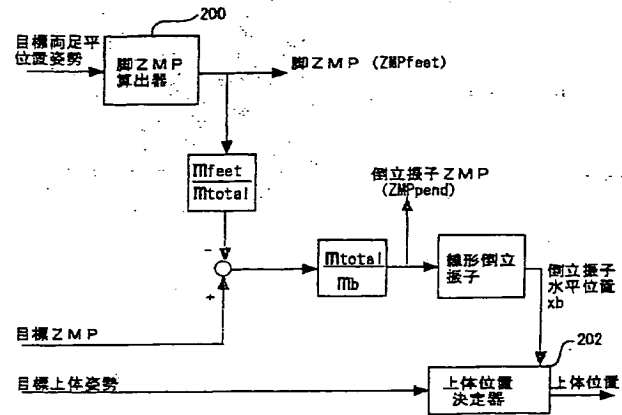 200
目標両足平
位置姿勢
脚ZMP
算出器
脚ZMP (ZMPfeet)
mfeet
mtotal
倒立振子ZMP
(ZMPpend)
-
+
mtotal
mb
線形倒立
振子
倒立振子
水平位置
xb
目標ZMP
202
目標上体姿勢
上体位置
決定器
上体位置